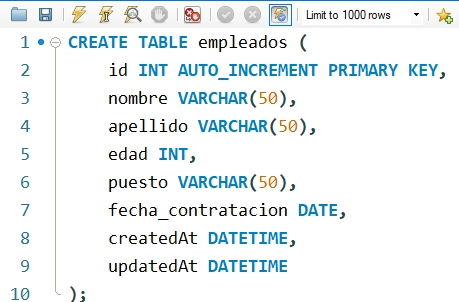 Limit to 1000 rows
1 CREATE TABLE empleados (
2 id INT AUTO_INCREMENT PRIMARY KEY,
3 nombre VARCHAR(50),
4 apellido VARCHAR(50),
5 edad INT,
6 puesto VARCHAR(50),
7 fecha_contratacion DATE,
8 createdAt DATETIME,
9 updatedAt DATETIME
10 );